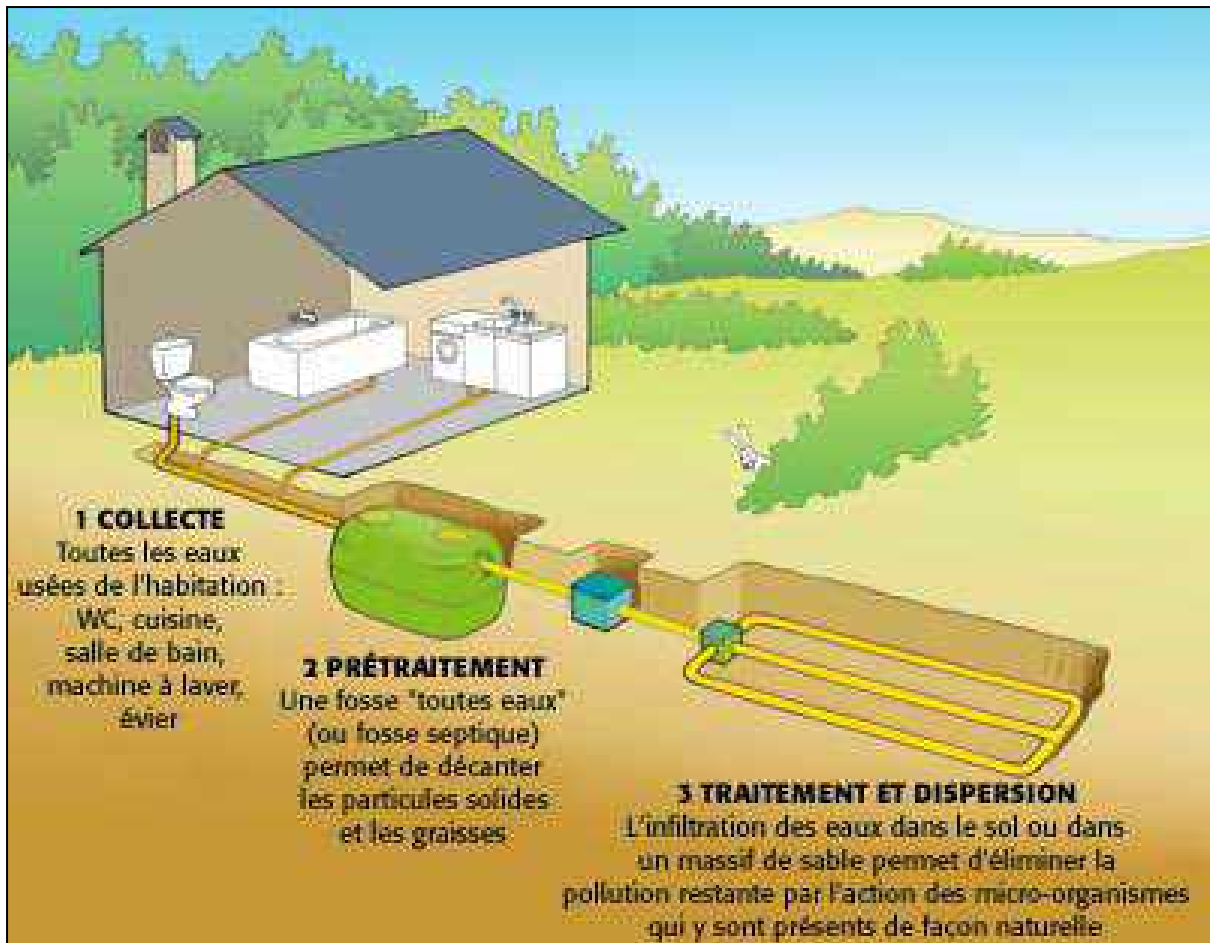 1 COLLECTE
Toutes les eaux
usées de l'habitation :
WC, cuisine,
salle de bain,
machine à laver,
évier
2 PRÉTRAITEMENT
Une fosse "toutes eaux"
(ou fosse septique)
permet de décanter
les particules solides
et les graisses
3 TRAITEMENT ET DISPERSION
L'infiltration des eaux dans le sol ou dans
un massif de sable permet d'éliminer la
pollution restante par l'action des micro-organismes
qui y sont présents de façon naturelle